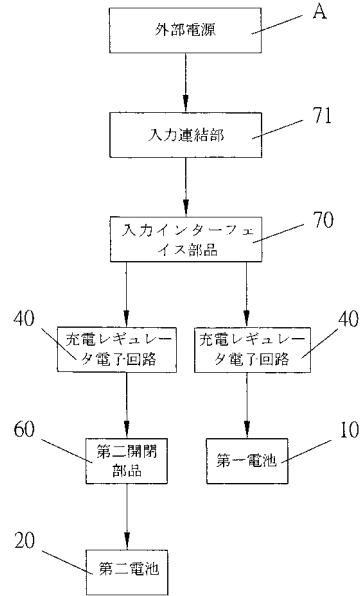 外部電源
A
入力連結部
71
入力インターフェ
イス部品
70
40
充電レギュレー
タ電子回路
充電レギュレー
タ電子回路
40
60
第二開閉
部品
第一電池
10
20
第二電池